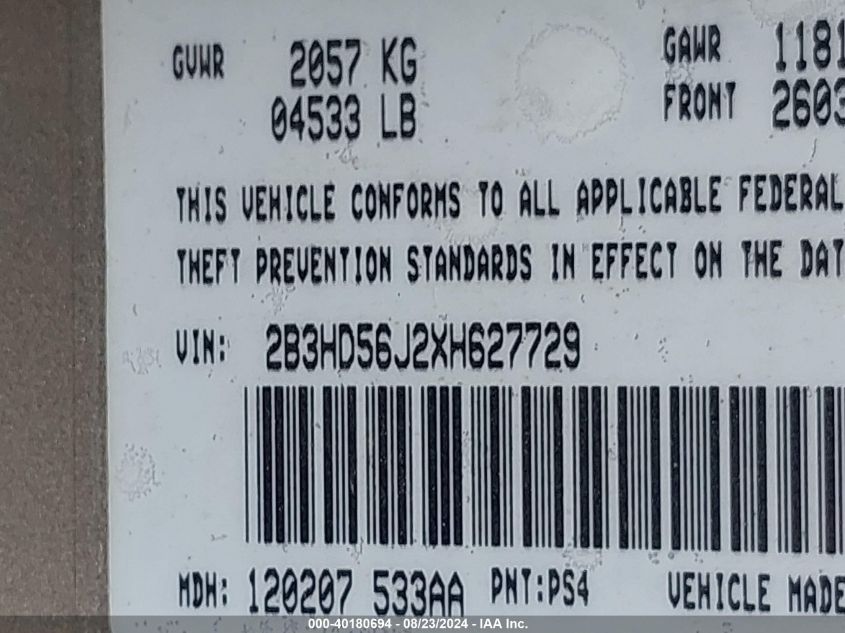 GVWR 2057 KG GAWR 1181
04533 LB FRONT 2603
THIS VEHICLE CONFORMS TO ALL APPLICABLE FEDERAL
THEFT PREVENTION STANDARDS IN EFFECT ON THE DAT
VIN: 2B3HD56J2XH627729
MDH: 120207 533AA PNT:PS4 VEHICLE MADE
000-40180694 - 08/23/2024 - IAA Inc.